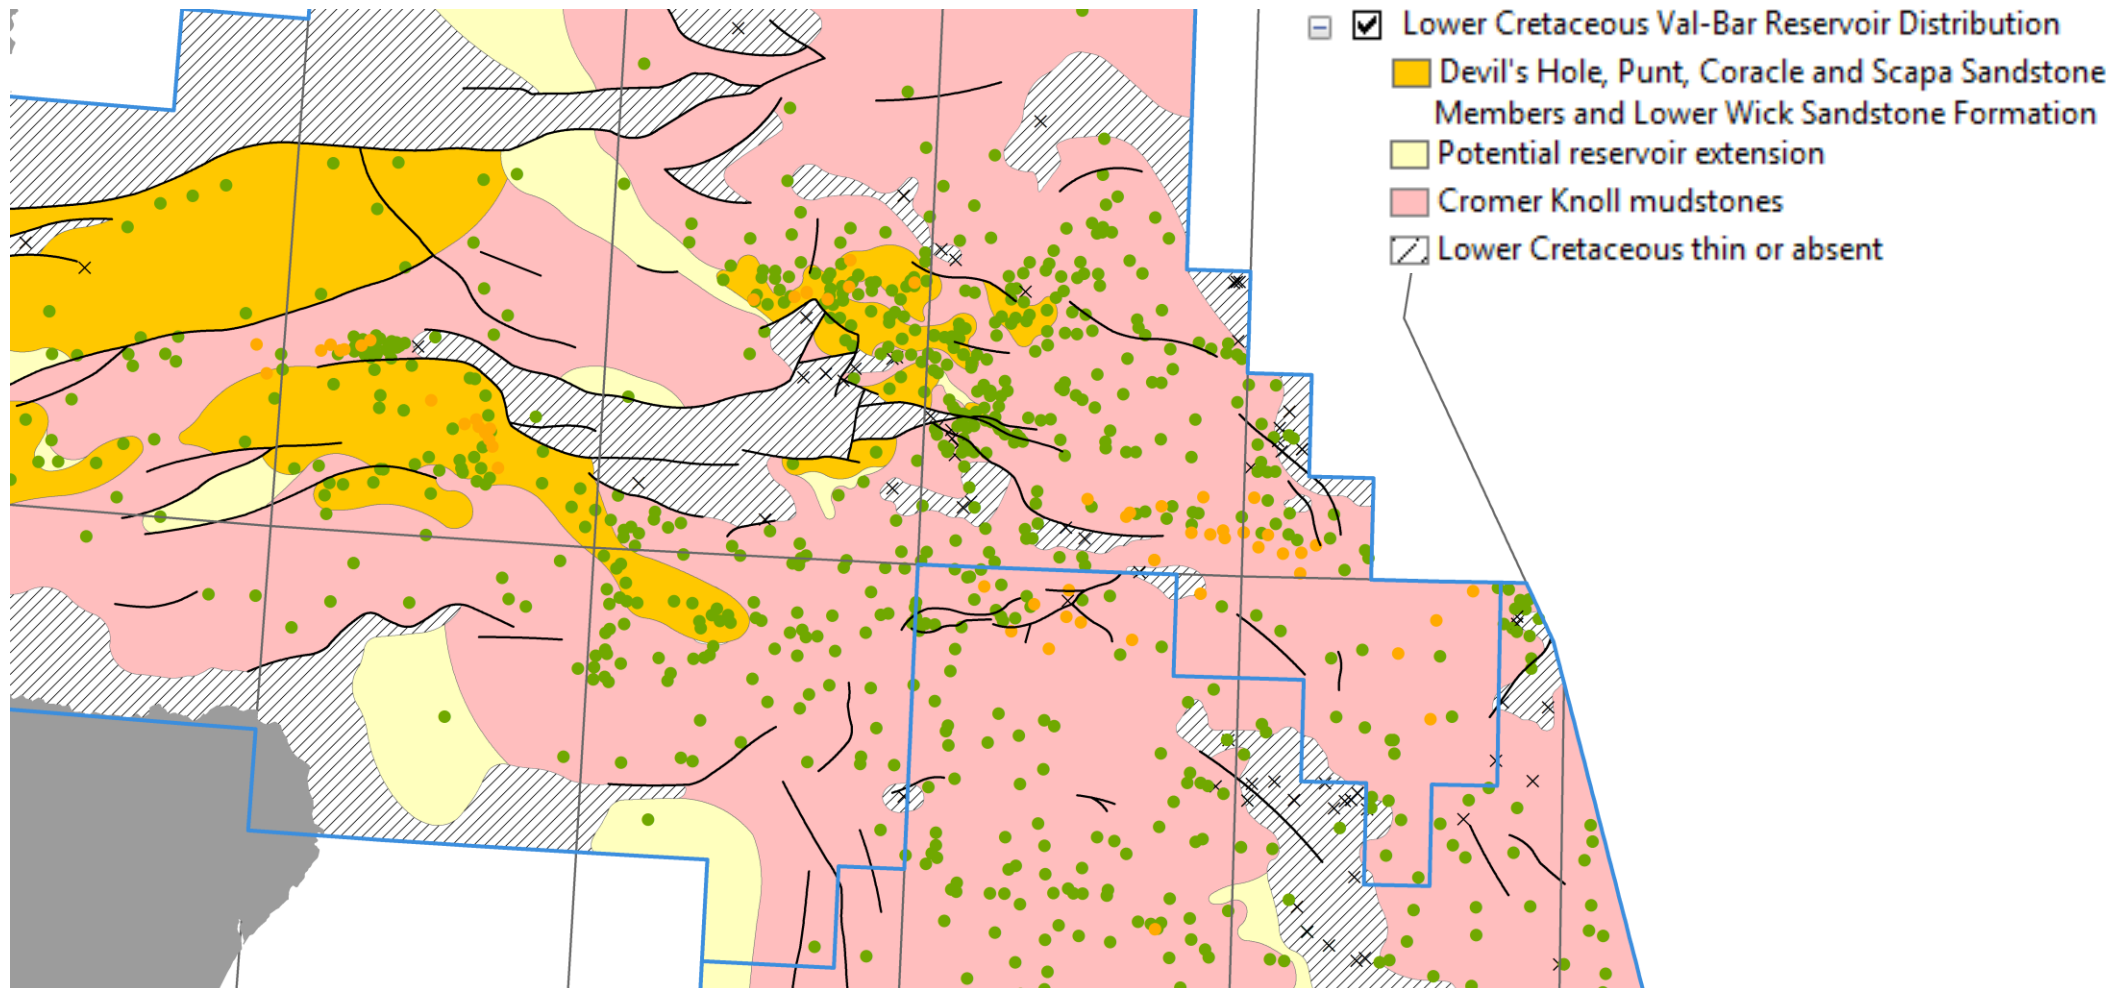 Lower Cretaceous Val-Bar Reservoir Distribution
Devil's Hole, Punt, Coracle and Scapa Sandstone
Members and Lower Wick Sandstone Formation
Potential reservoir extension
Cromer Knoll mudstones
Lower Cretaceous thin or absent